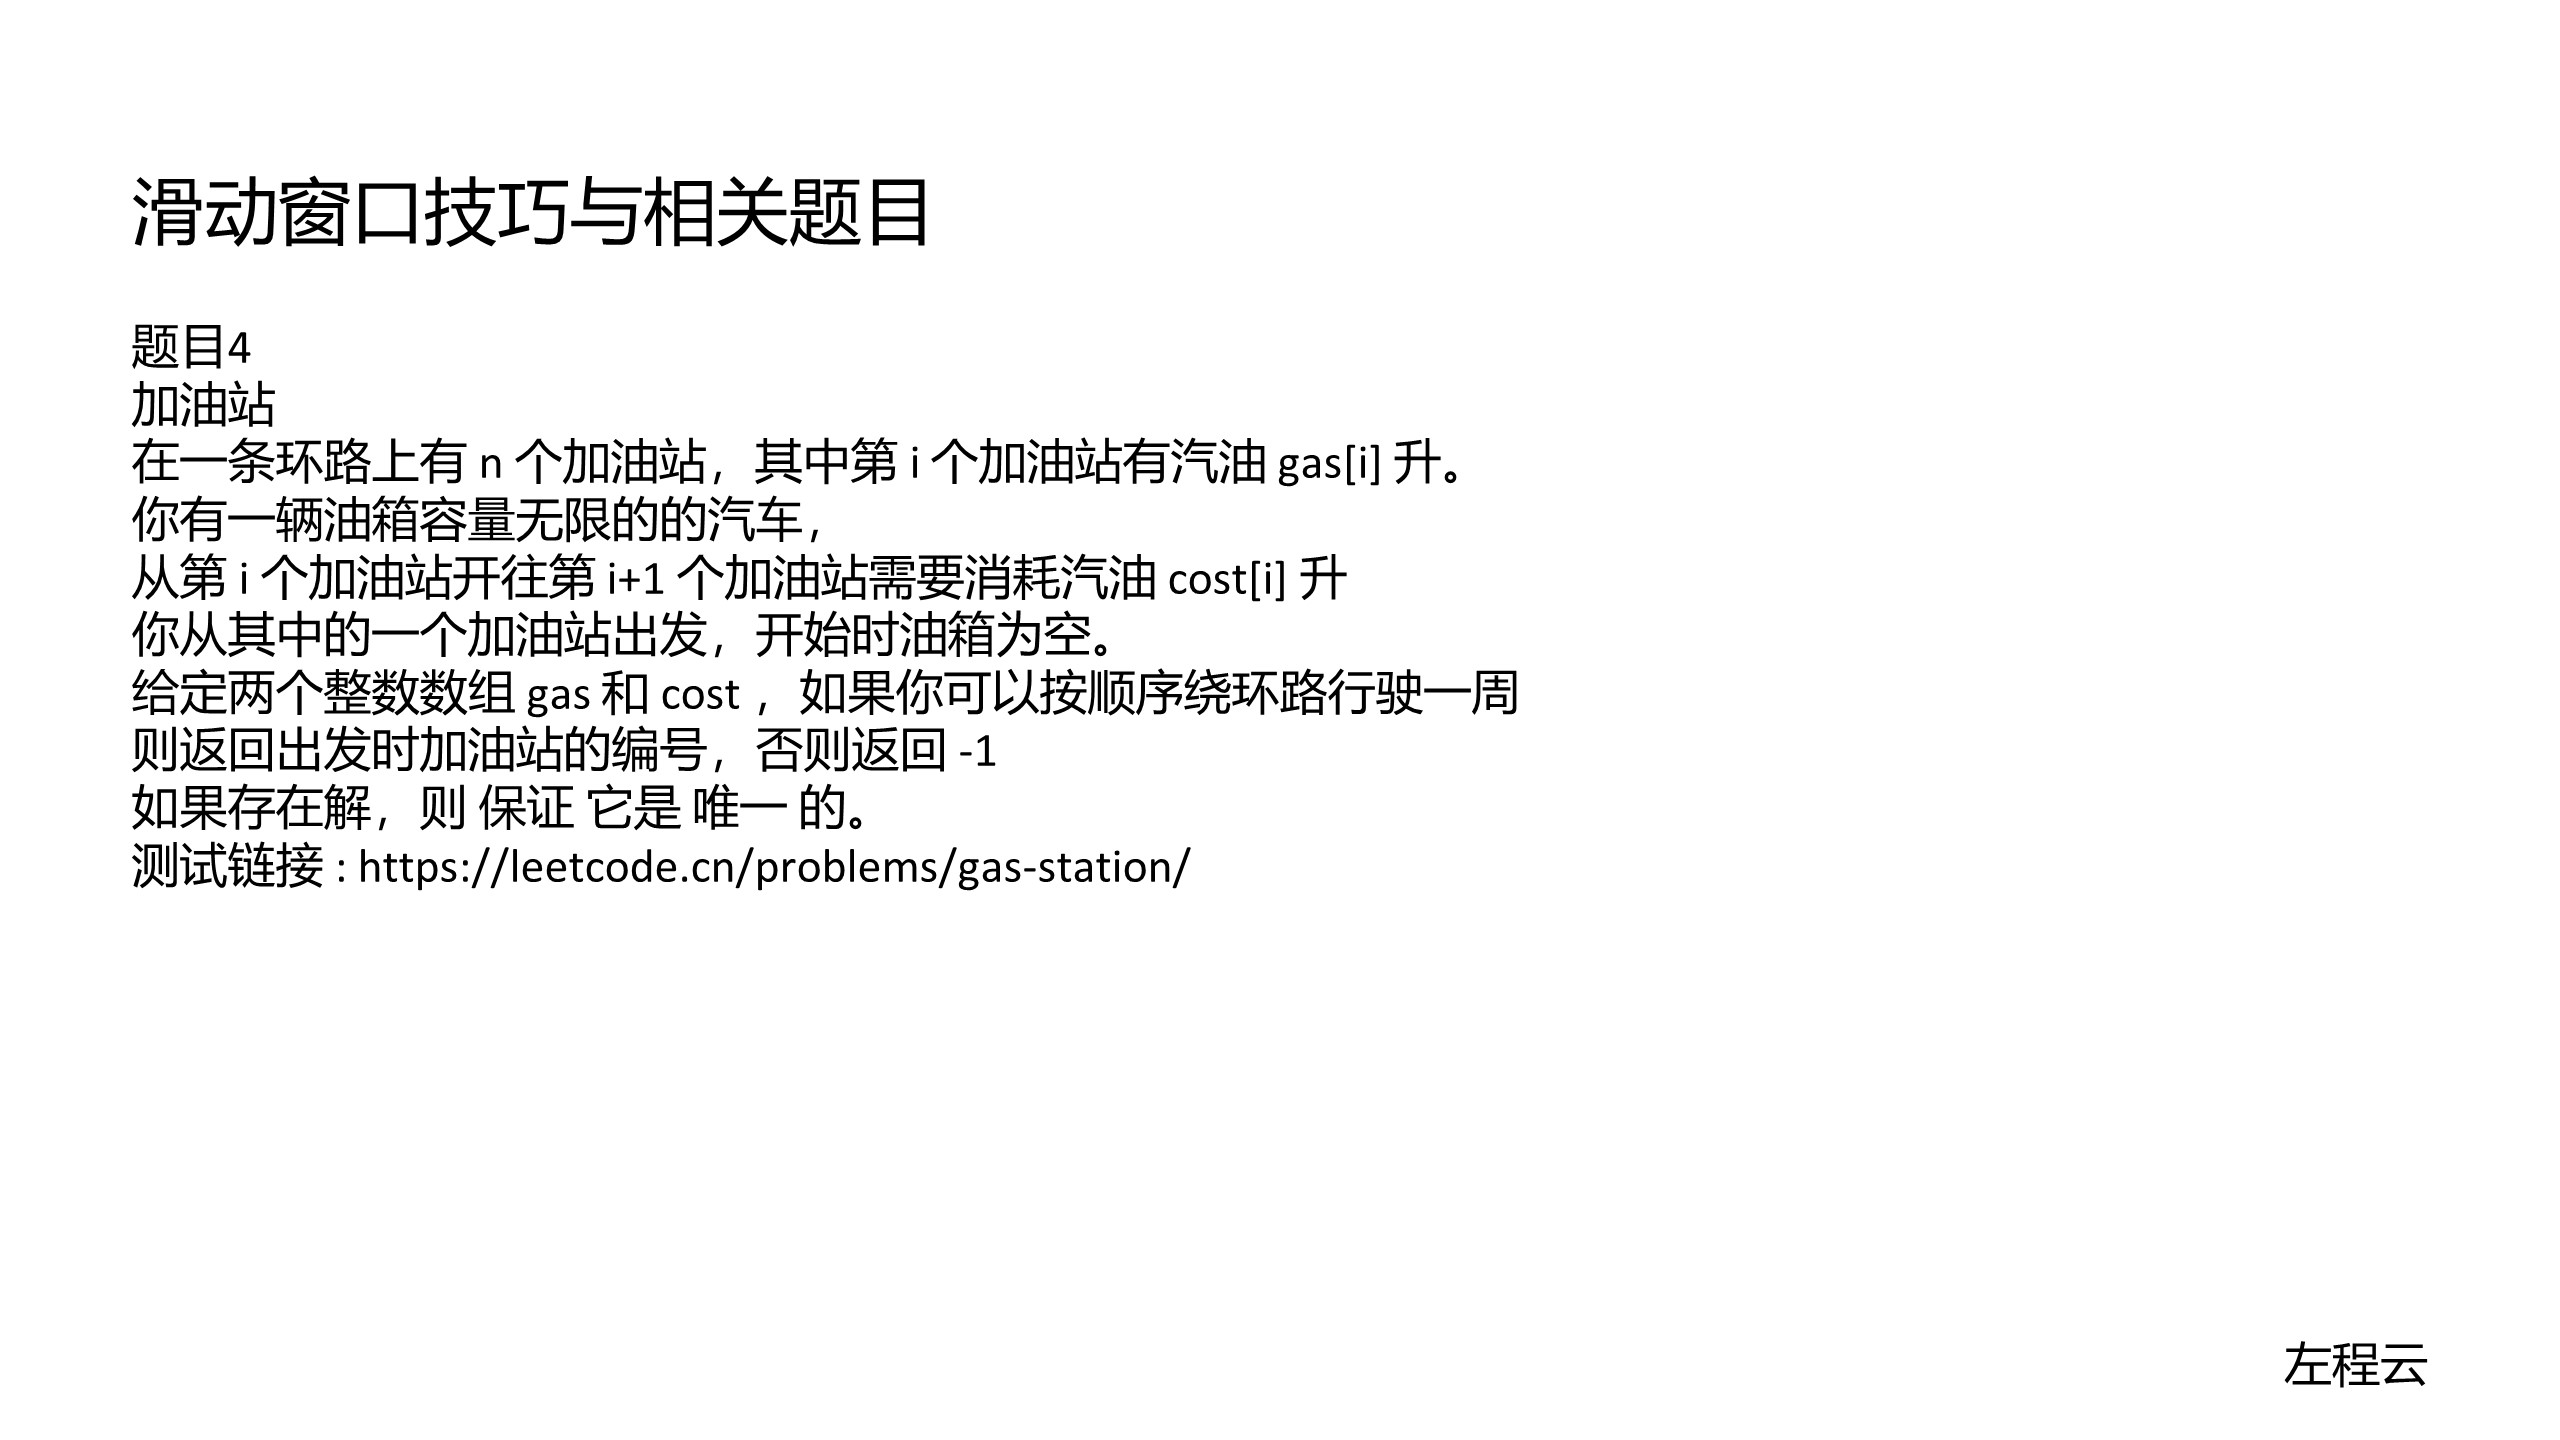 滑动窗口技巧与相关题目
题目4
加油站
在一条环路上有 n 个加油站，其中第 i 个加油站有汽油 gas[i] 升。
你有一辆油箱容量无限的的汽车，
从第 i 个加油站开往第 i+1 个加油站需要消耗汽油 cost[i] 升
你从其中的一个加油站出发，开始时油箱为空。
给定两个整数数组 gas 和 cost ，如果你可以按顺序绕环路行驶一周
则返回出发时加油站的编号，否则返回 -1
如果存在解，则 保证 它是 唯一 的。
测试链接 : https://leetcode.cn/problems/gas-station/
左程云